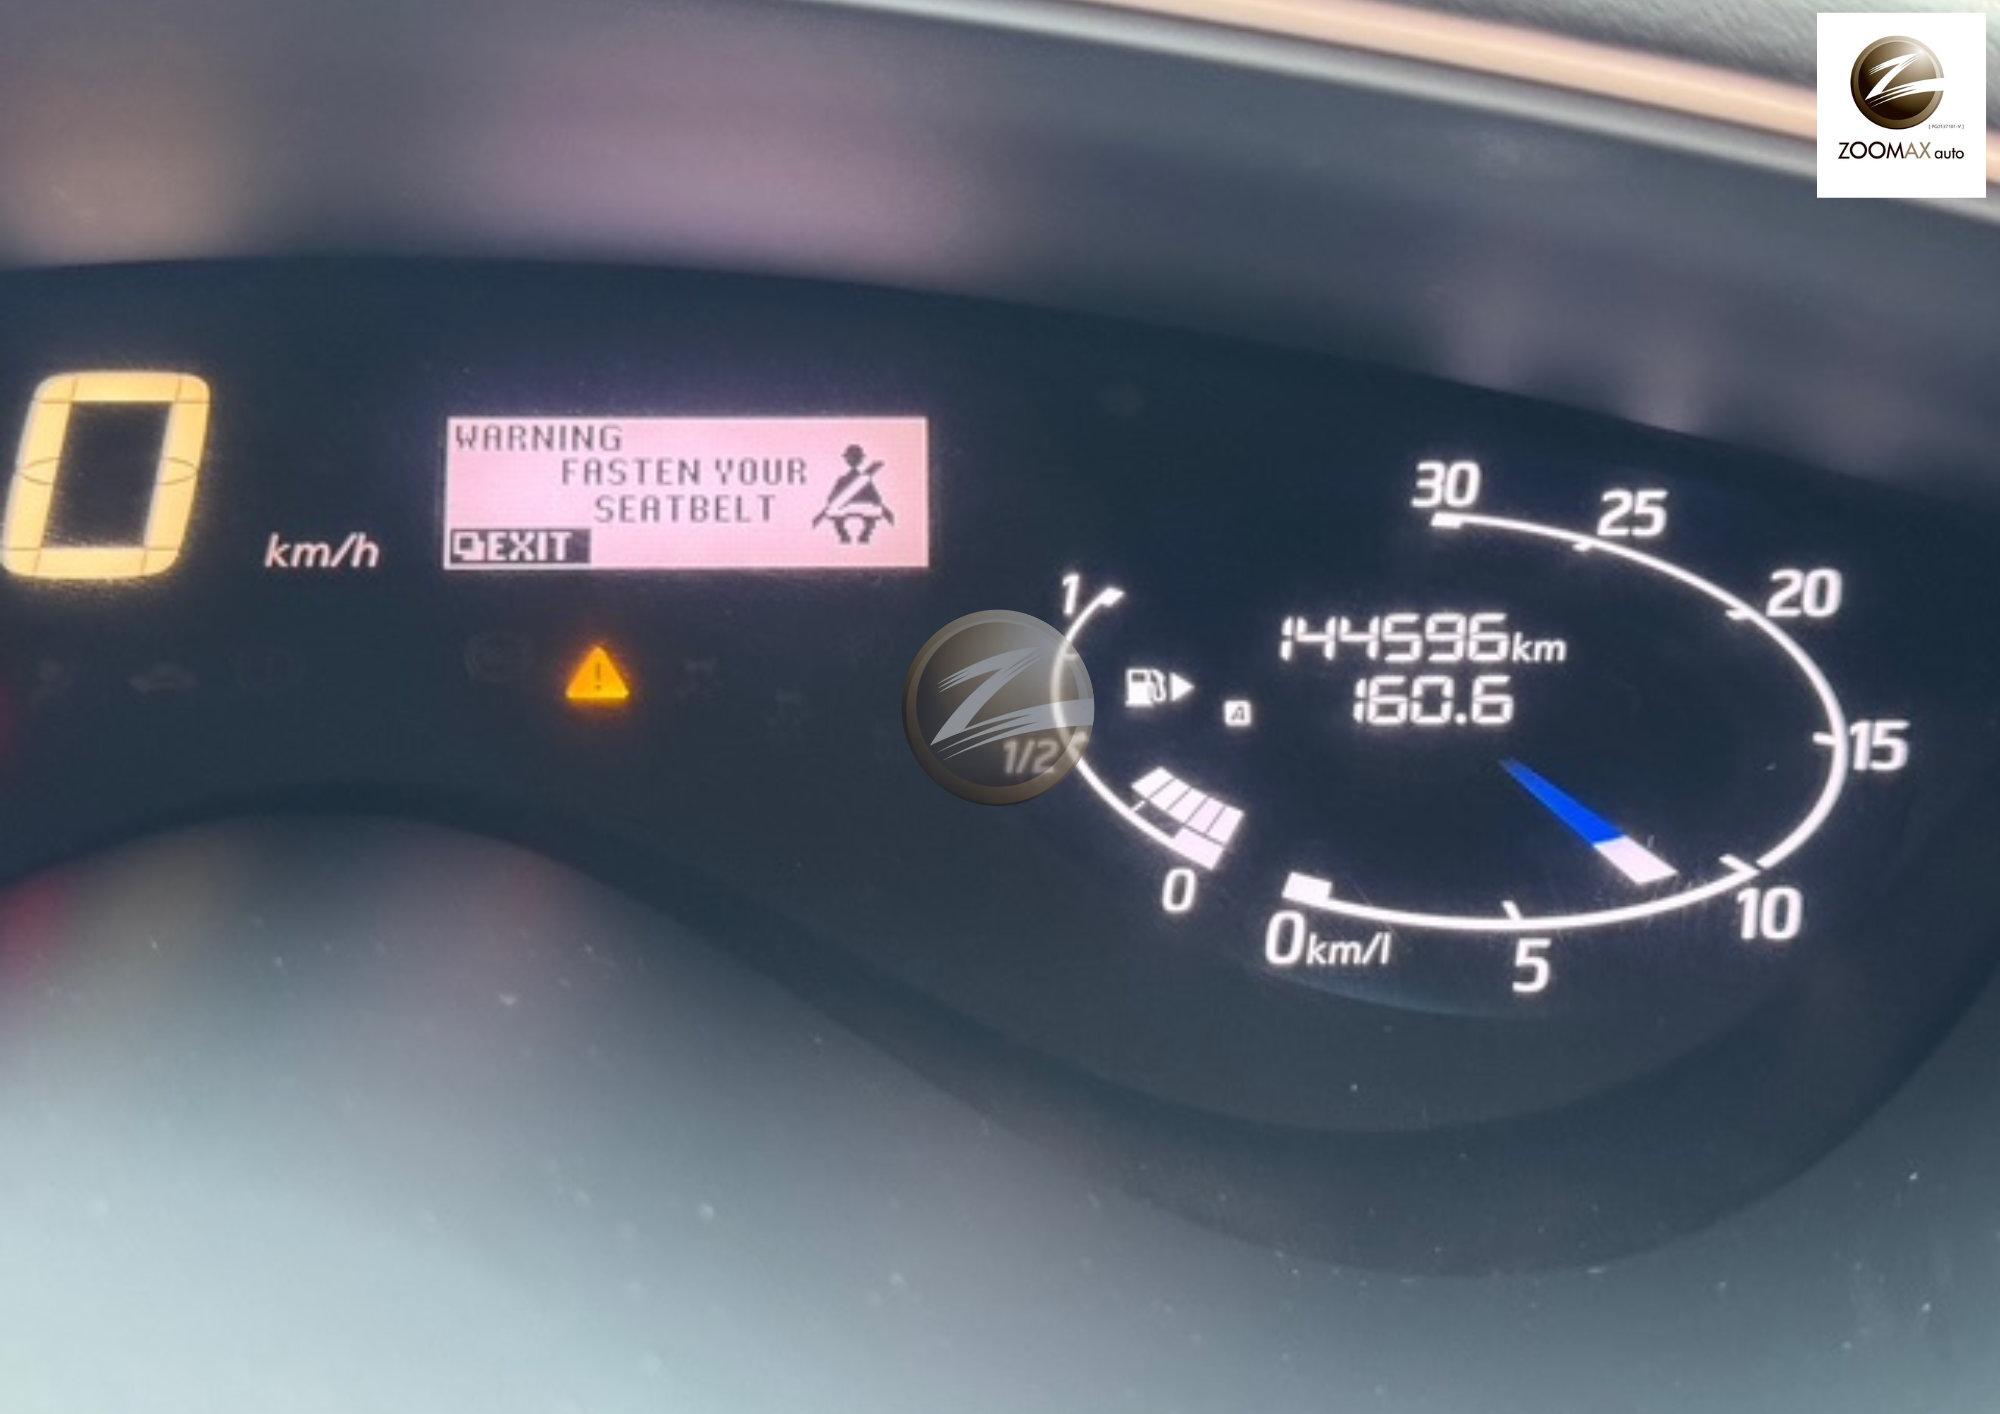 0
km/h
WARNING
FASTEN YOUR
SEATBELT
EXIT
1
1/2
0
A
144596km
160.6
30
25
20
15
10
5
0km/l
ZOOMAX auto